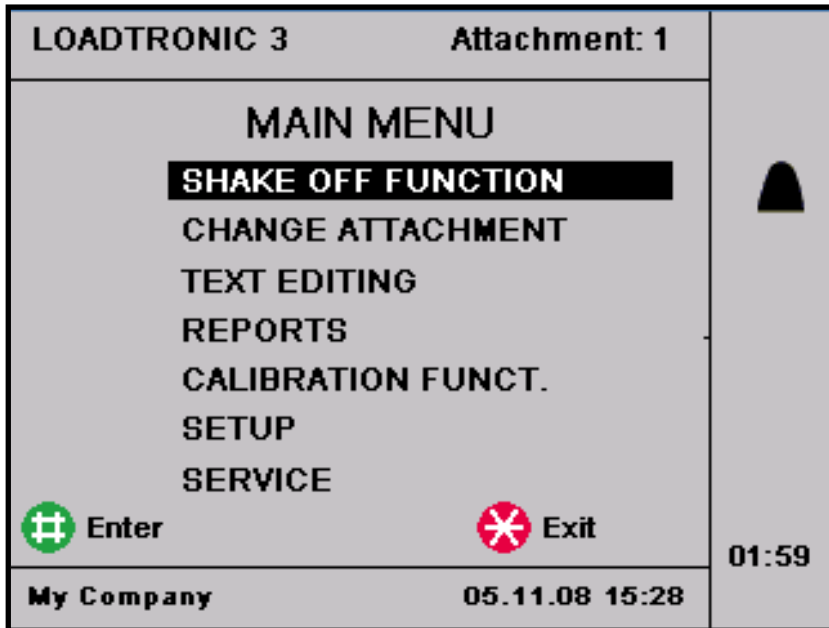 LOADTRONIC 3 Attachment: 1
MAIN MENU
SHAKE OFF FUNCTION
CHANGE ATTACHMENT
TEXT EDITING
REPORTS
CALIBRATION FUNCT.
SETUP
SERVICE
# Enter * Exit
01:59
My Company 05.11.08 15:28